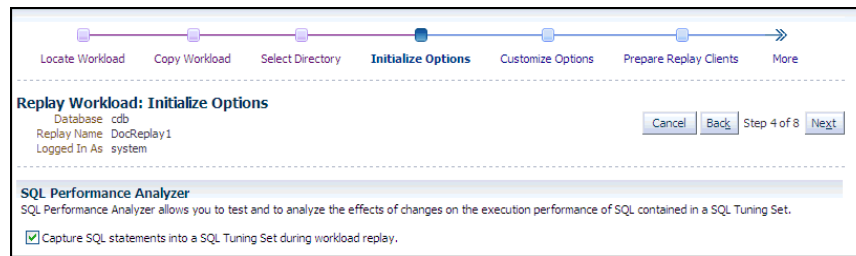 Locate Workload Copy Workload Select Directory Initialize Options Customize Options Prepare Replay Clients More
Replay Workload: Initialize Options
Database cdb
Replay Name DocReplay1
Logged In As system
Cancel Back Step 4 of 8 Next
SQL Performance Analyzer
SQL Performance Analyzer allows you to test and to analyze the effects of changes on the execution performance of SQL contained in a SQL Tuning Set.
Capture SQL statements into a SQL Tuning Set during workload replay.